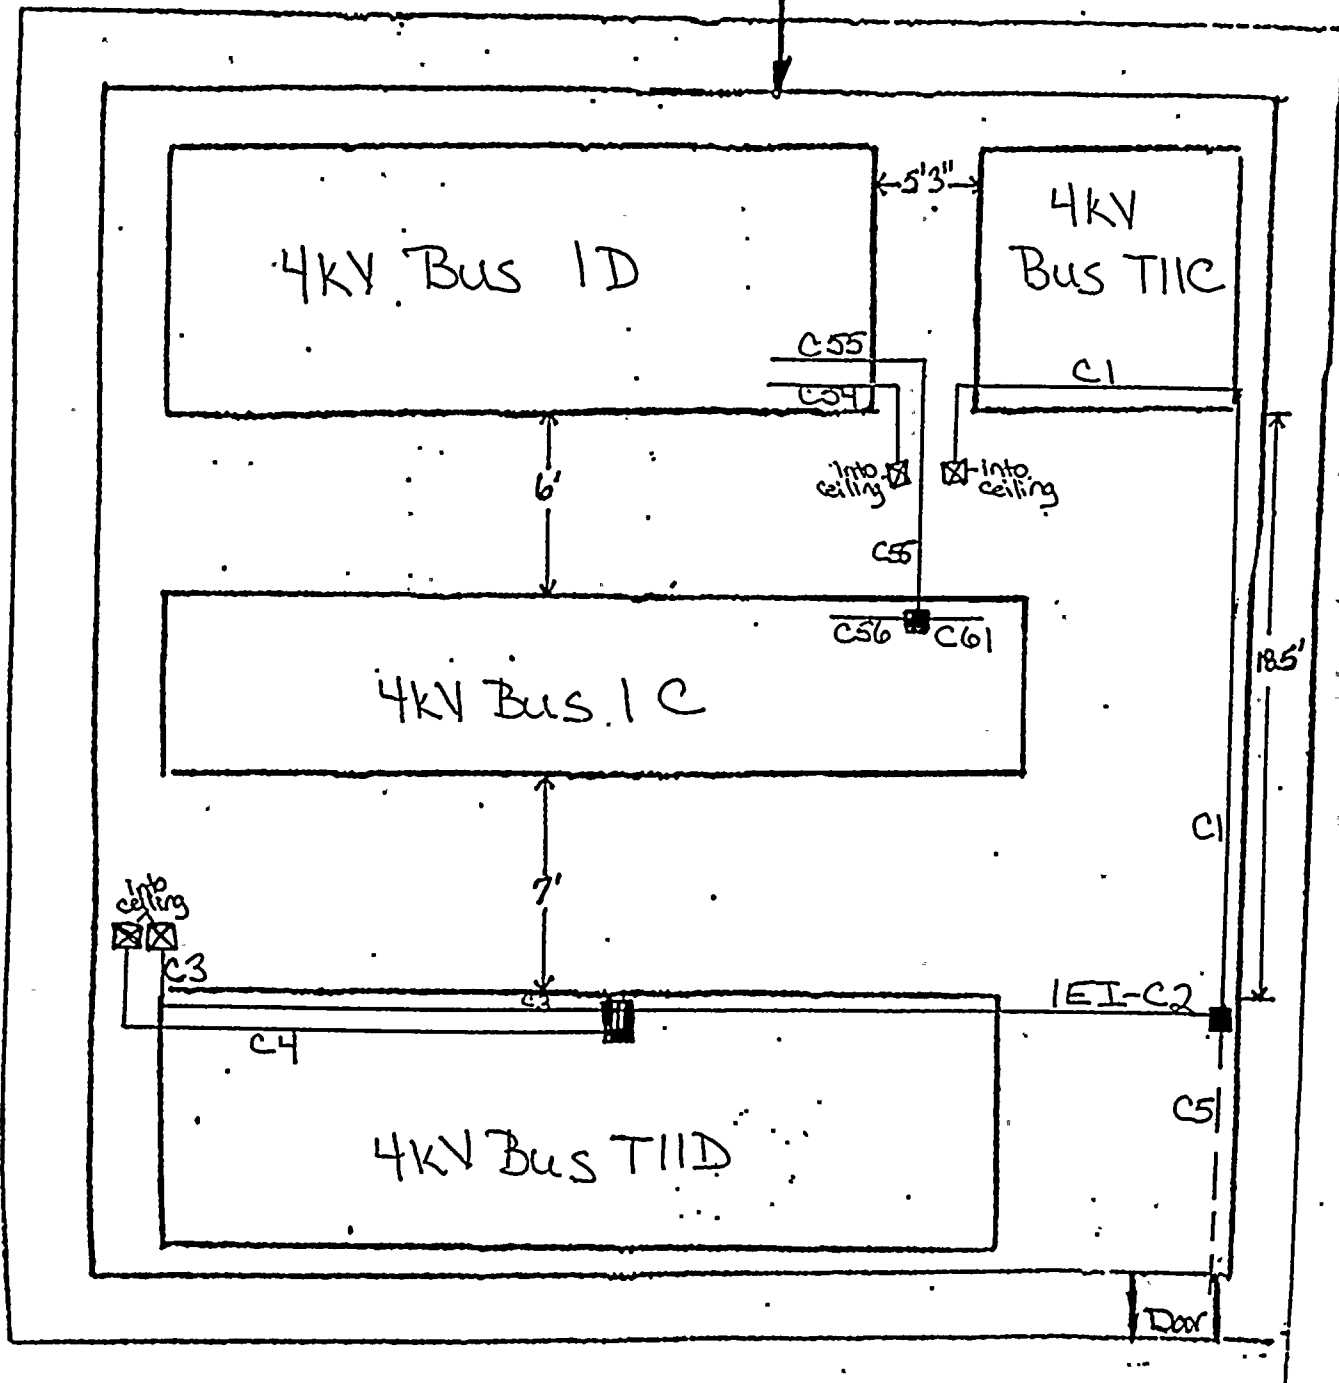 5'3"
4kV
Bus T11C
4kV Bus 1D
C55
C54
C1
into
ceiling
into
ceiling
6'
C55
C56
C61
18.5'
4kV Bus 1C
C1
7'
into
ceiling
C3
C3
1EI-C2
C4
C5
4kV Bus T11D
Door